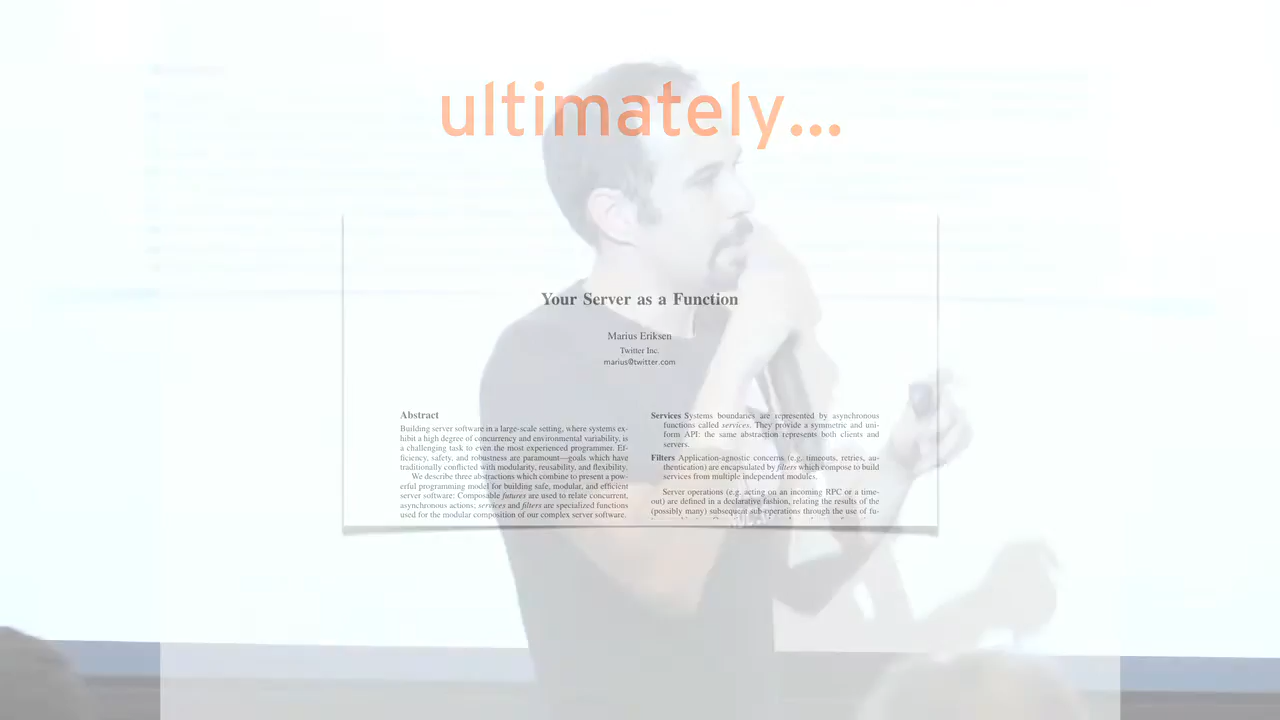 ultimately...
Your Server as a Function
Marius Eriksen
Twitter Inc.
marius@twitter.com
Abstract
Building server software in a large-scale setting, where systems ex-
hibit a high degree of concurrency and environmental variability, is
a challenging task to even the most experienced programmer. Ef-
ficiency, safety, and robustness are paramount—goals which have
traditionally conflicted with modularity, reusability, and flexibility.
We describe three abstractions which combine to present a pow-
erful programming model for building safe, modular, and efficient
server software: Composable futures are used to relate concurrent,
asynchronous actions; services and filters are specialized functions
used for the modular composition of our complex server software.
Services Systems boundaries are represented by asynchronous
functions called services. They provide a symmetric and uni-
form API: the same abstraction represents both clients and
servers.
Filters Application-agnostic concerns (e.g. timeouts, retries, au-
thentication) are encapsulated by filters which compose to build
services from multiple independent modules.
Server operations (e.g. acting on an incoming RPC or a time-
out) are defined in a declarative fashion, relating the results of the
(possibly many) subsequent sub-operations through the use of fu-